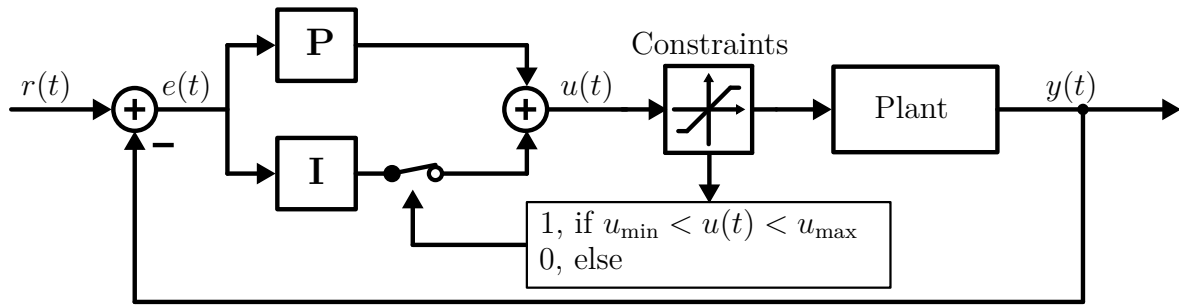 r(t)
e(t)
P
I
u(t)
Constraints
Plant
y(t)
1, if u_min < u(t) < u_max
0, else